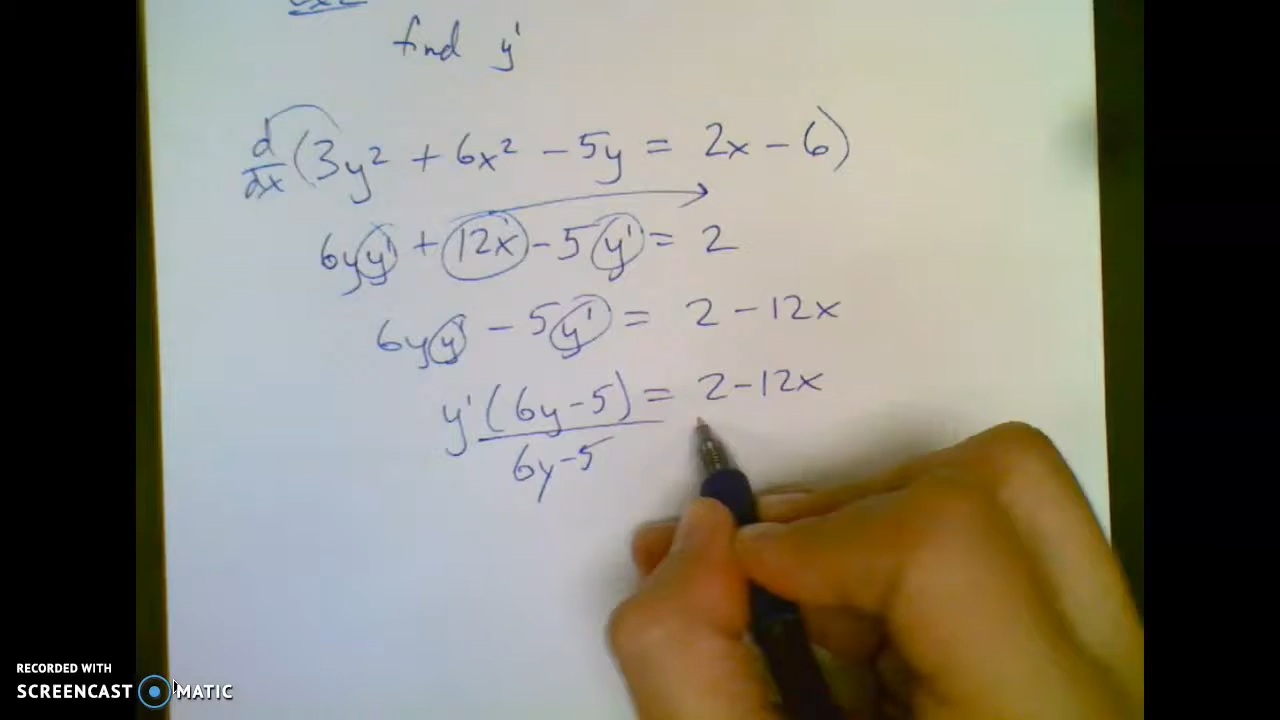 find y'
d/dx (3y² + 6x² - 5y = 2x - 6)
6yy' + 12x - 5y' = 2
6yy' - 5y' = 2 - 12x
y'(6y-5) = 2-12x
6y-5
RECORDED WITH
SCREENCAST MATIC